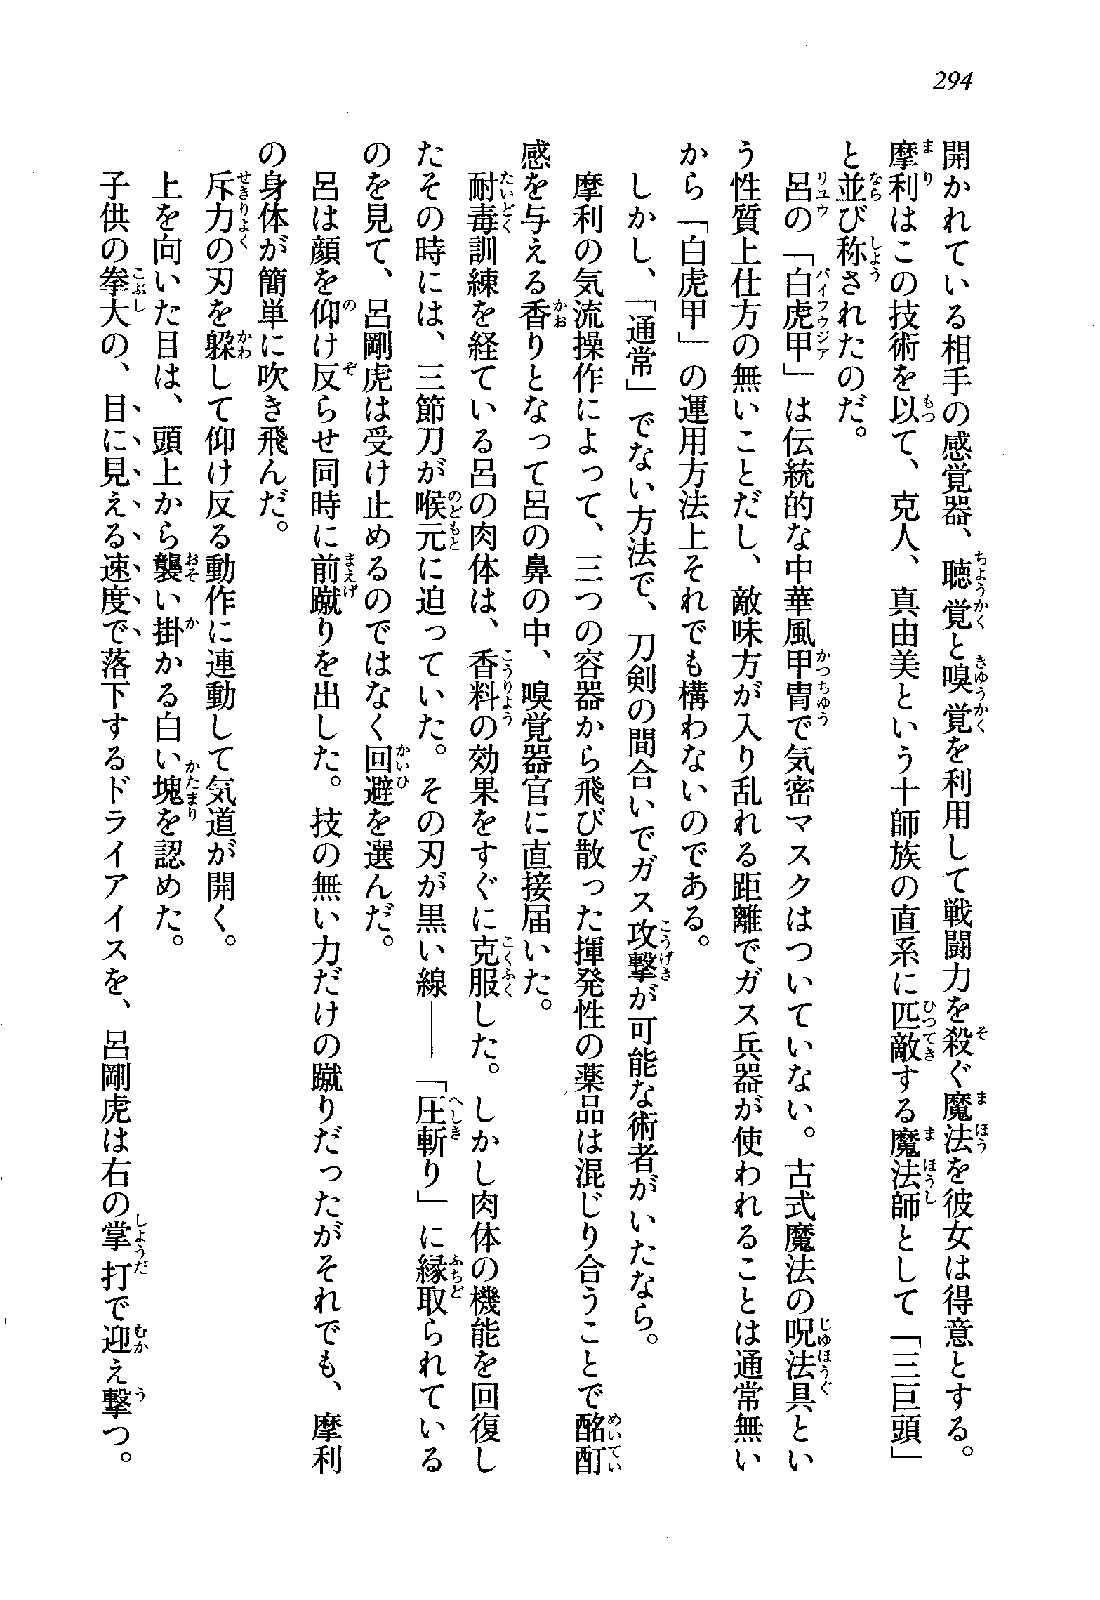 294
開かれている相手の感覚器、聴覚と嗅覚を利用して戦闘力を殺ぐ魔法を彼女は得意とする。
摩利はこの技術を以て、克人、真由美という十師族の直系に匹敵する魔法師として「三巨頭」
と並び称されたのだ。
呂の「白虎甲」は伝統的な中華風甲冑で気密マスクはついていない。古式魔法の呪法具とい
う性質上仕方の無いことだし、敵味方が入り乱れる距離でガス兵器が使われることは通常無い
から「白虎甲」の運用方法上それでも構わないのである。
しかし、「通常」でない方法で、刀剣の間合いでガス攻撃が可能な術者がいたなら。
摩利の気流操作によって、三つの容器から飛び散った揮発性の薬品は混じり合うことで酩酊
感を与える香りとなって呂の鼻の中、嗅覚器官に直接届いた。
耐毒訓練を経ている呂の肉体は、香料の効果をすぐに克服した。しかし肉体の機能を回復し
たその時には、三節刀が喉元に迫っていた。その刃が黒い線――「圧斬り」に縁取られている
のを見て、呂剛虎は受け止めるのではなく回避を選んだ。
呂は顔を仰け反らせ同時に前蹴りを出した。技の無い力だけの蹴りだったがそれでも、摩利
の身体が簡単に吹き飛んだ。
斥力の刃を躱して仰け反る動作に連動して気道が開く。
上を向いた目は、頭上から襲い掛かる白い塊を認めた。
子供の拳大の、目に見える速度で落下するドライアイスを、呂剛虎は右の掌打で迎え撃つ。